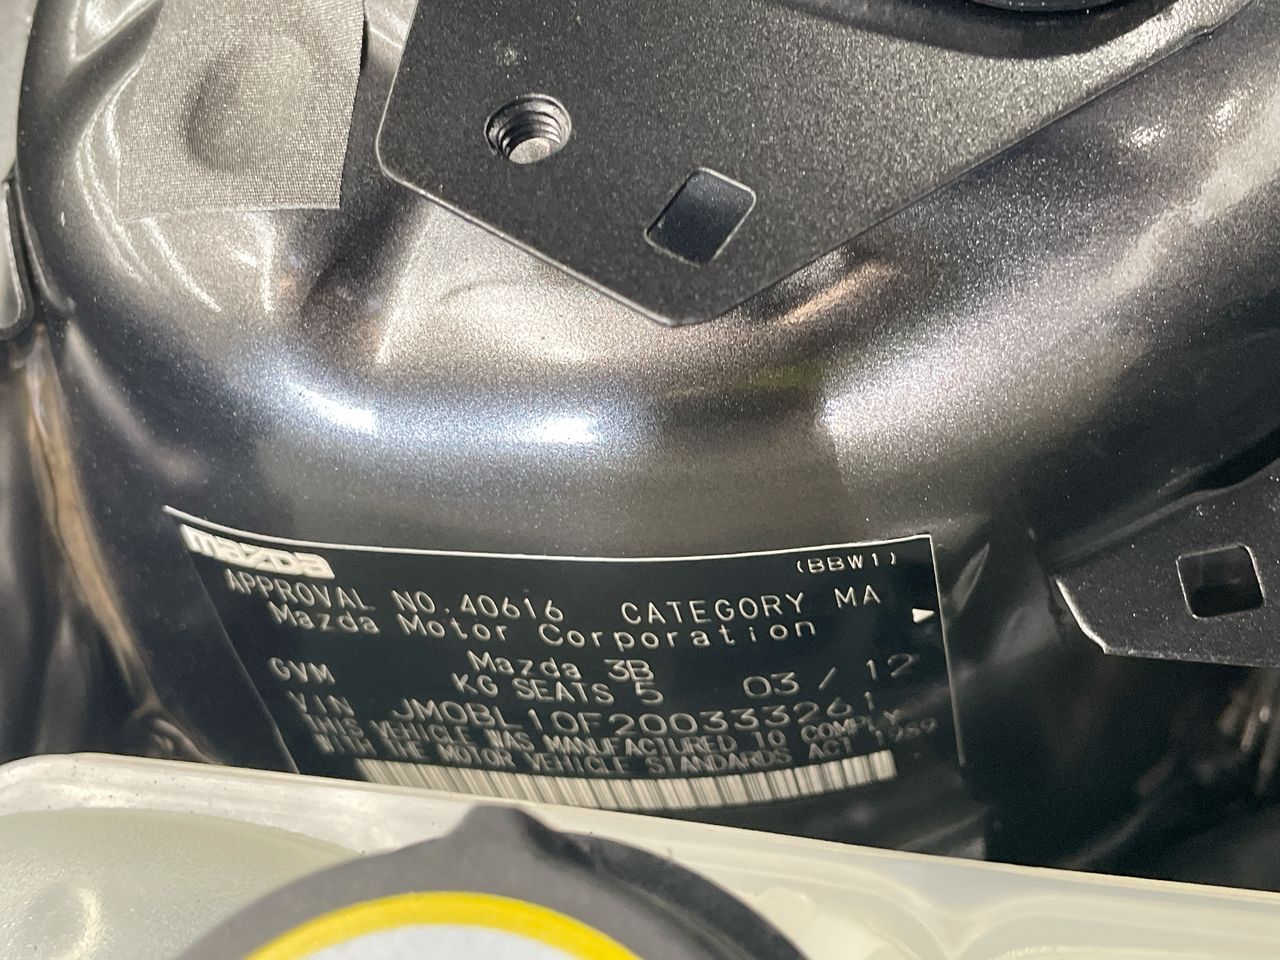 mazda
(BBW1)
APPROVAL NO.40616 CATEGORY MA
Mazda Motor Corporation
Mazda 3B
GVM KG SEATS 5 03/12
VIN JM0BL10F200333261
THIS VEHICLE WAS MANUFACTURED TO COMPLY
WITH THE MOTOR VEHICLE STANDARDS ACT 1989